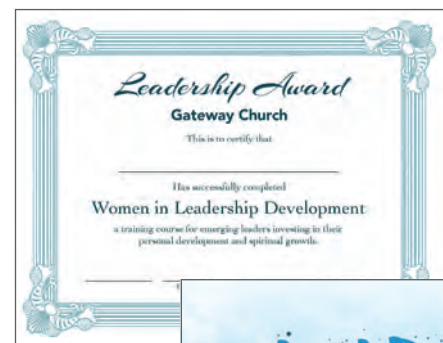 Leadership Award
Gateway Church
This is to certify that
Has successfully completed
Women in Leadership Development
a training course for emerging leaders investing in their
personal development and spiritual growth.